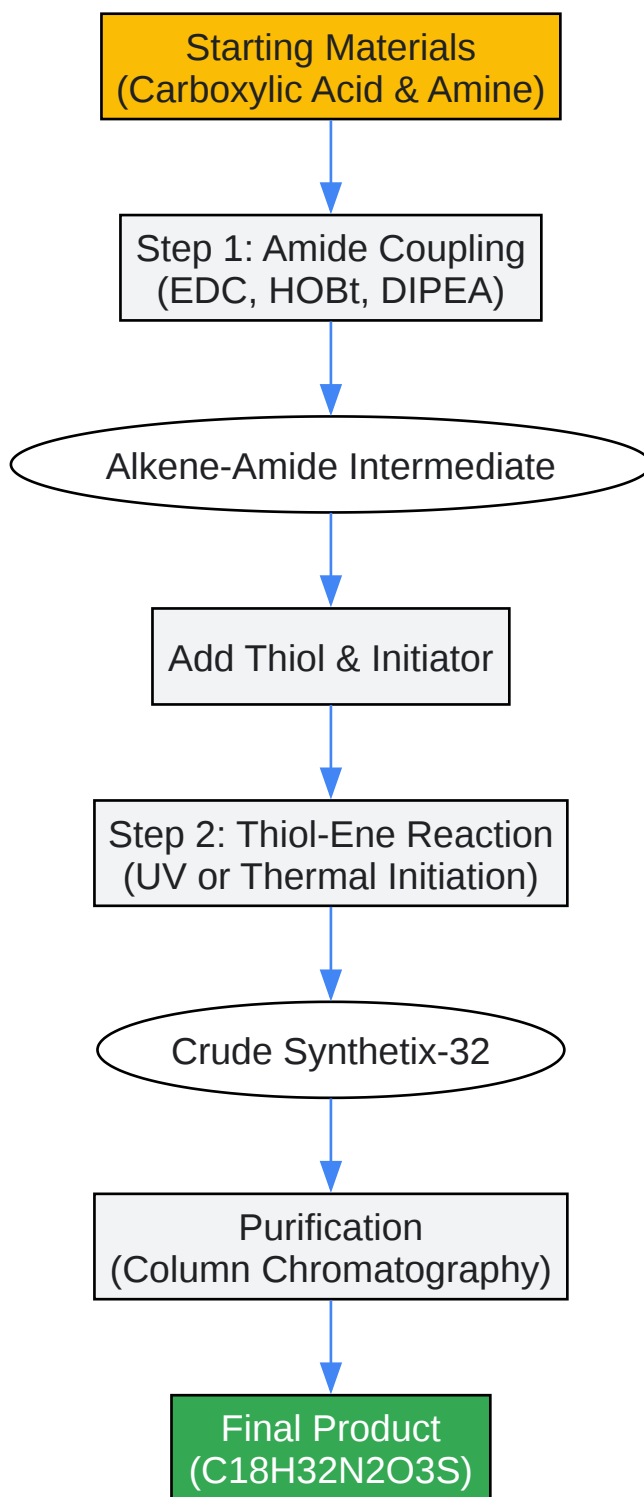 Starting Materials
(Carboxylic Acid & Amine)
Step 1: Amide Coupling
(EDC, HOBt, DIPEA)
Alkene-Amide Intermediate
Add Thiol & Initiator
Step 2: Thiol-Ene Reaction
(UV or Thermal Initiation)
Crude Synthetix-32
Purification
(Column Chromatography)
Final Product
(C18H32N2O3S)